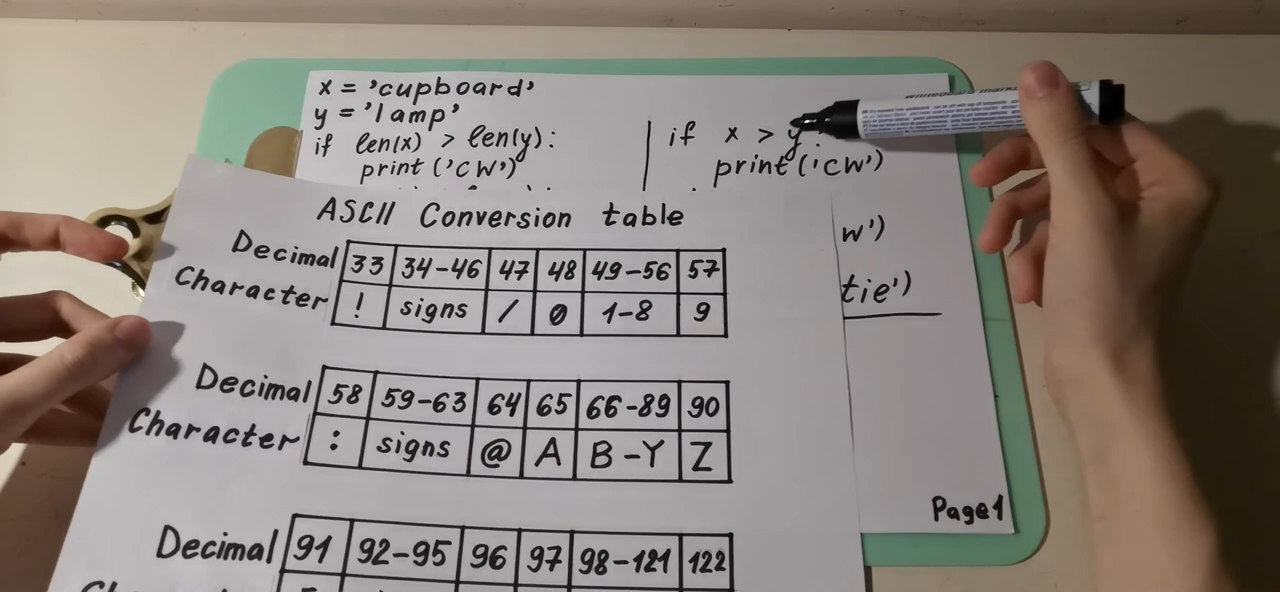 x = 'cupboard'
y = 'lamp'
if len(x) > len(y):
print ('cw')
if x > y
print ('cw')
w')
tie')
ASCII Conversion table
Decimal 33 34-46 47 48 49-56 57
Character ! signs / 0 1-8 9
Decimal 58 59-63 64 65 66-89 90
Character : signs @ A B-Y Z
Decimal 91 92-95 96 97 98-121 122
Page 1